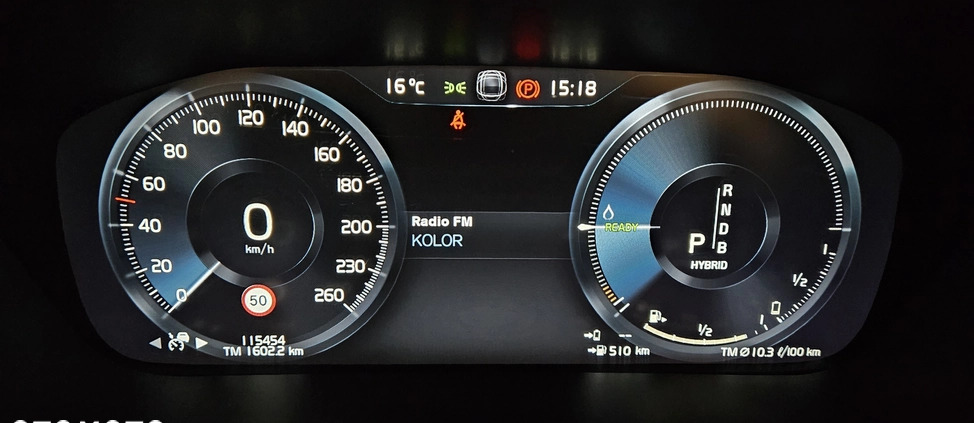 16°C P 15:18
0 20 40 60 80 100 120 140 160 180 200 230 260
0
km/h
50
115454
TM 1602.2 km
Radio FM
KOLOR
READY
R
N
D
B
P
HYBRID
1
1/2
1/2
--
510 km
TM Ø 10.3 ℓ/100 km